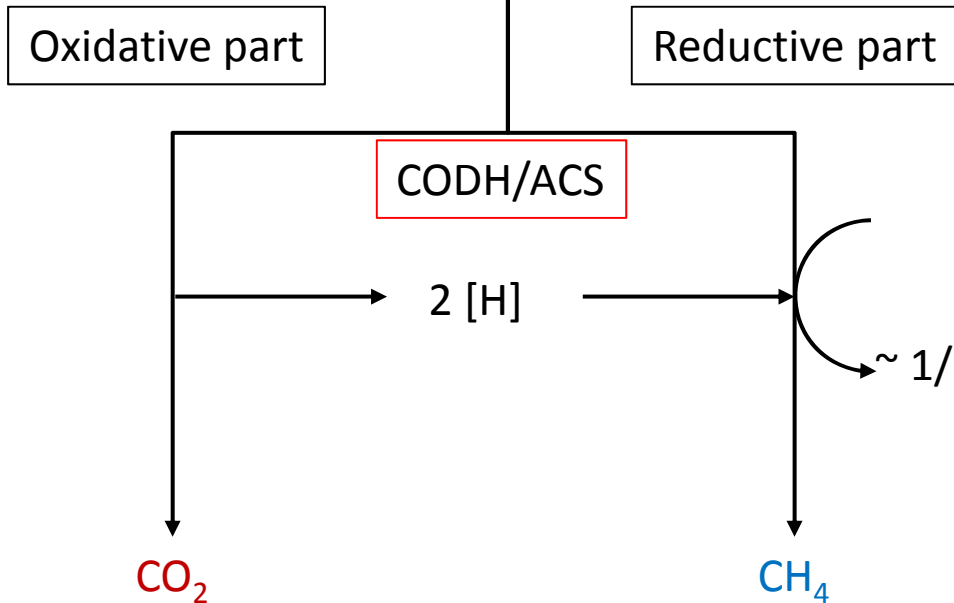 Oxidative part
Reductive part
CODH/ACS
2 [H]
~ 1/
CO₂
CH₄